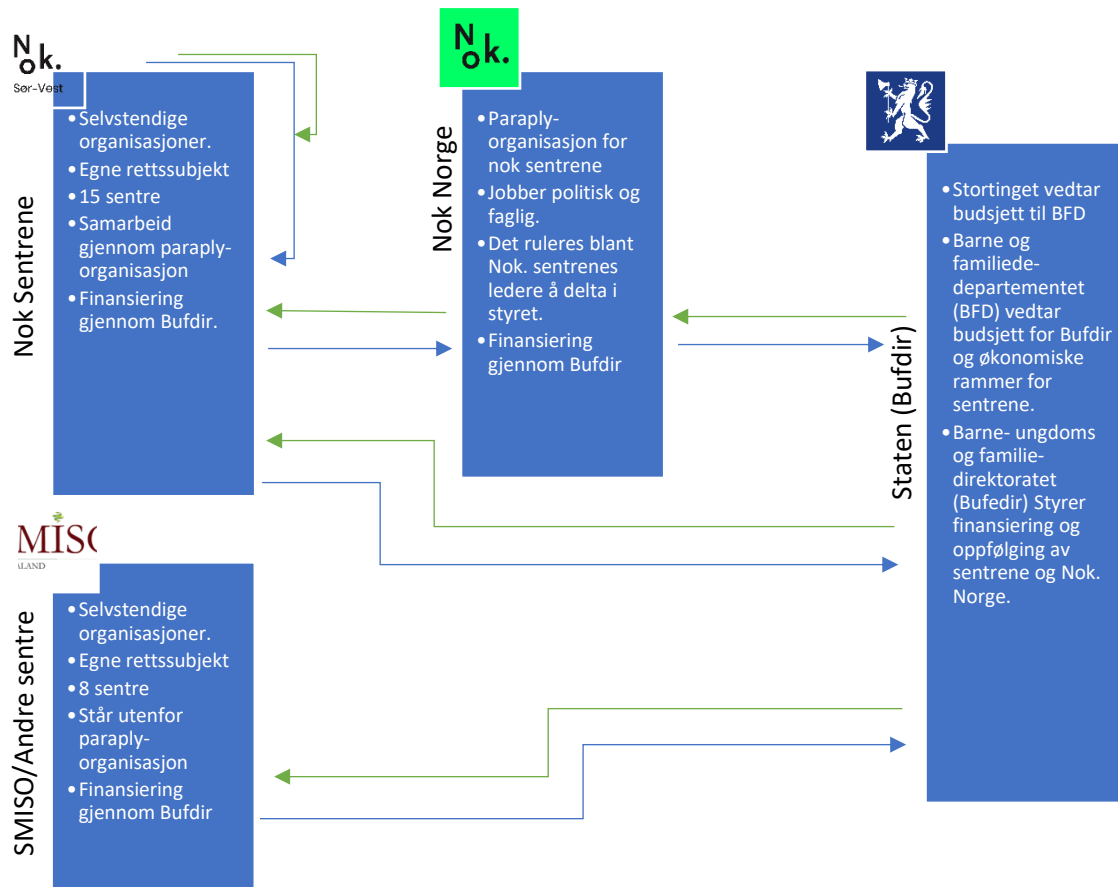 Nok.
Sør-Vest
Nok Sentrene
•Selvstendige
organisasjoner.
•Egne rettssubjekt
•15 sentre
•Samarbeid
gjennom paraply-
organisasjon
•Finansiering
gjennom Bufdir.
Nok.
Nok Norge
•Paraply-
organisasjon for
nok sentrene
•Jobber politisk og
faglig.
•Det ruleres blant
Nok. sentrenes
ledere å delta i
styret.
•Finansiering
gjennom Bufdir
Staten (Bufdir)
•Stortinget vedtar
budsjett til BFD
•Barne og
familiede-
departementet
(BFD) vedtar
budsjett for Bufdir
og økonomiske
rammer for
sentrene.
•Barne- ungdoms
og familie-
direktoratet
(Bufedir) Styrer
finansiering og
oppfølging av
sentrene og Nok.
Norge.
MISO
ALAND
SMISO/Andre sentre
•Selvstendige
organisasjoner.
•Egne rettssubjekt
•8 sentre
•Står utenfor
paraply-
organisasjon
•Finansiering
gjennom Bufdir